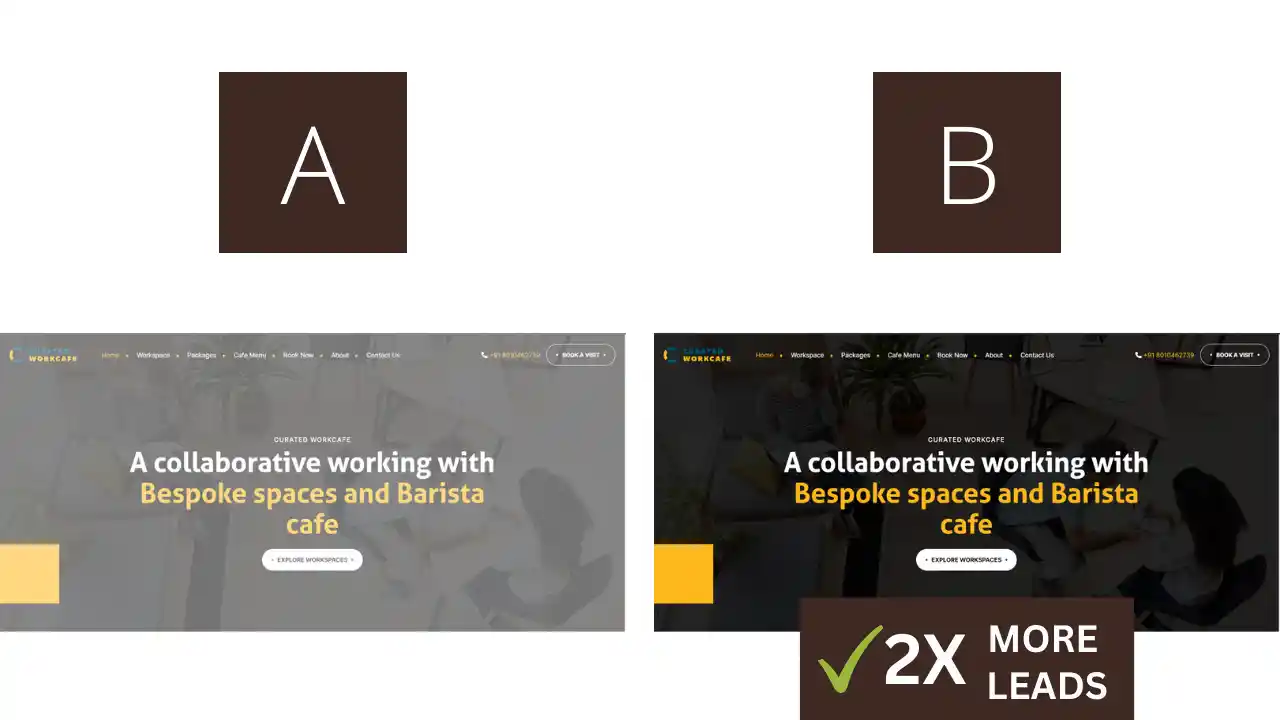 A
B
CURATED
WORKCAFE
Home • Workspace • Packages • Cafe Menu • Book Now • About • Contact Us
+91 8010462739
• BOOK A VISIT •
CURATED WORKCAFE
A collaborative working with
Bespoke spaces and Barista
cafe
• EXPLORE WORKSPACES •
CURATED
WORKCAFE
Home • Workspace • Packages • Cafe Menu • Book Now • About • Contact Us
+91 8010462739
• BOOK A VISIT •
CURATED WORKCAFE
A collaborative working with
Bespoke spaces and Barista
cafe
• EXPLORE WORKSPACES •
2X MORE
LEADS